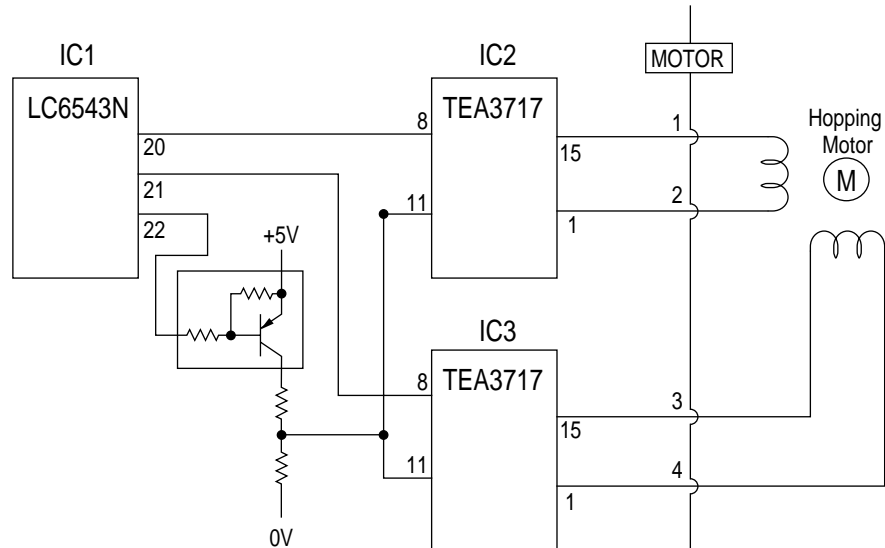 IC1
LC6543N
20
21
22
+5V
0V
IC2
TEA3717
8
11
15
1
IC3
TEA3717
8
11
15
1
MOTOR
1
2
3
4
Hopping
Motor
M